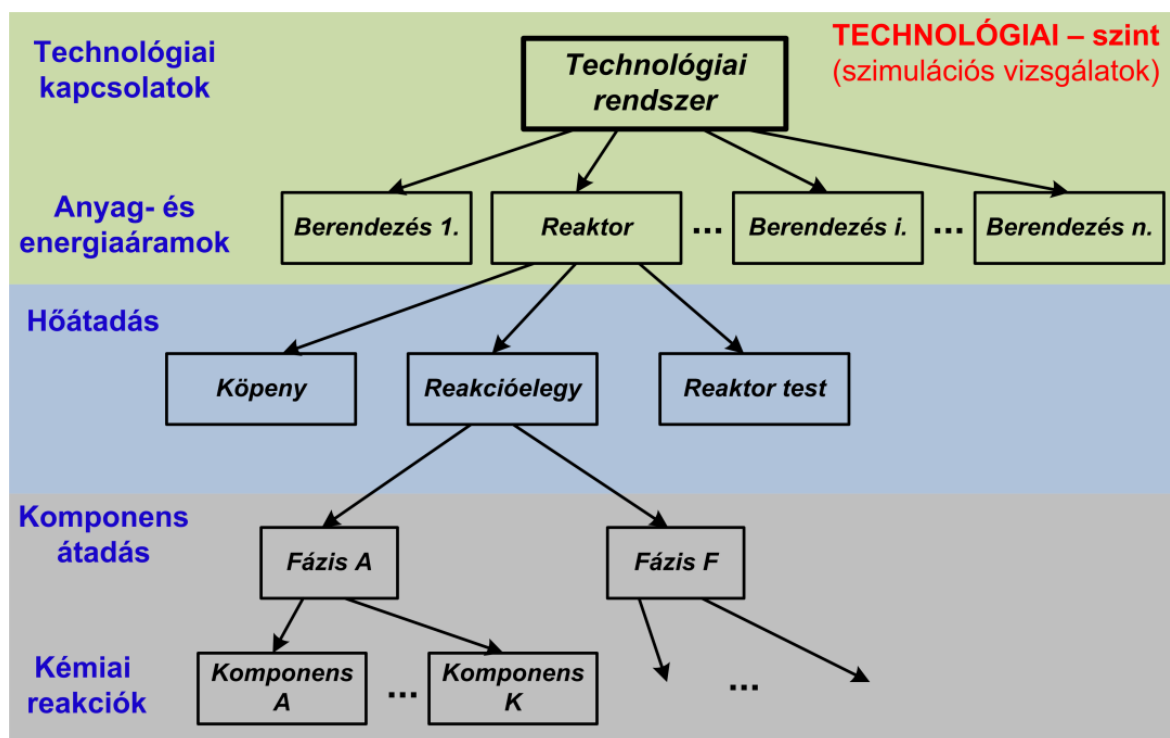 Technológiai
kapcsolatok
Technológiai
rendszer
TECHNOLÓGIAI – szint
(szimulációs vizsgálatok)
Anyag- és
energiaáramok
Berendezés 1.
Reaktor
...
Berendezés i.
...
Berendezés n.
Hőátadás
Köpeny
Reakcióelegy
Reaktor test
Komponens
átadás
Fázis A
Fázis F
Kémiai
reakciók
Komponens
A
...
Komponens
K
...